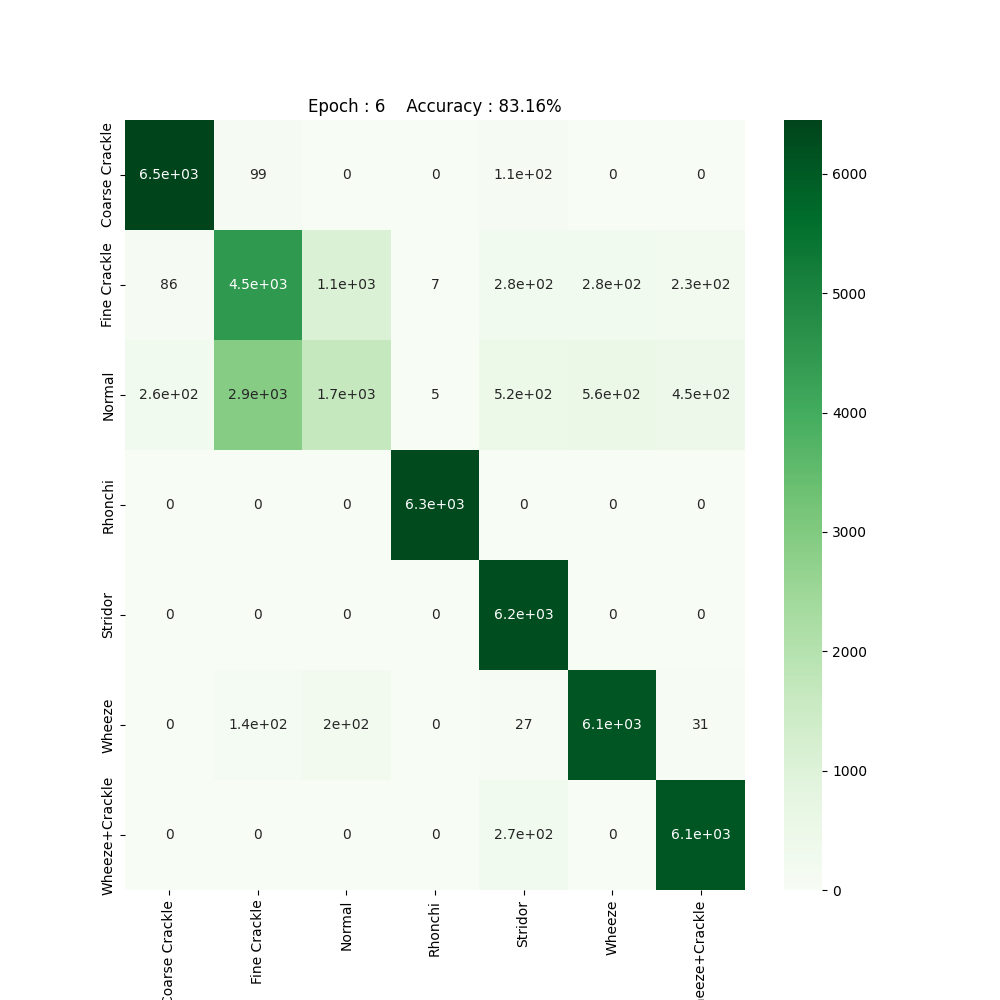 Epoch : 6    Accuracy : 83.16%
Coarse Crackle 6.5e+03 99 0 0 1.1e+02 0 0
Fine Crackle 86 4.5e+03 1.1e+03 7 2.8e+02 2.8e+02 2.3e+02
Normal 2.6e+02 2.9e+03 1.7e+03 5 5.2e+02 5.6e+02 4.5e+02
Rhonchi 0 0 0 6.3e+03 0 0 0
Stridor 0 0 0 0 6.2e+03 0 0
Wheeze 0 1.4e+02 2e+02 0 27 6.1e+03 31
Wheeze+Crackle 0 0 0 0 2.7e+02 0 6.1e+03
Coarse Crackle
Fine Crackle
Normal
Rhonchi
Stridor
Wheeze
eeze+Crackle
6000
5000
4000
3000
2000
1000
0